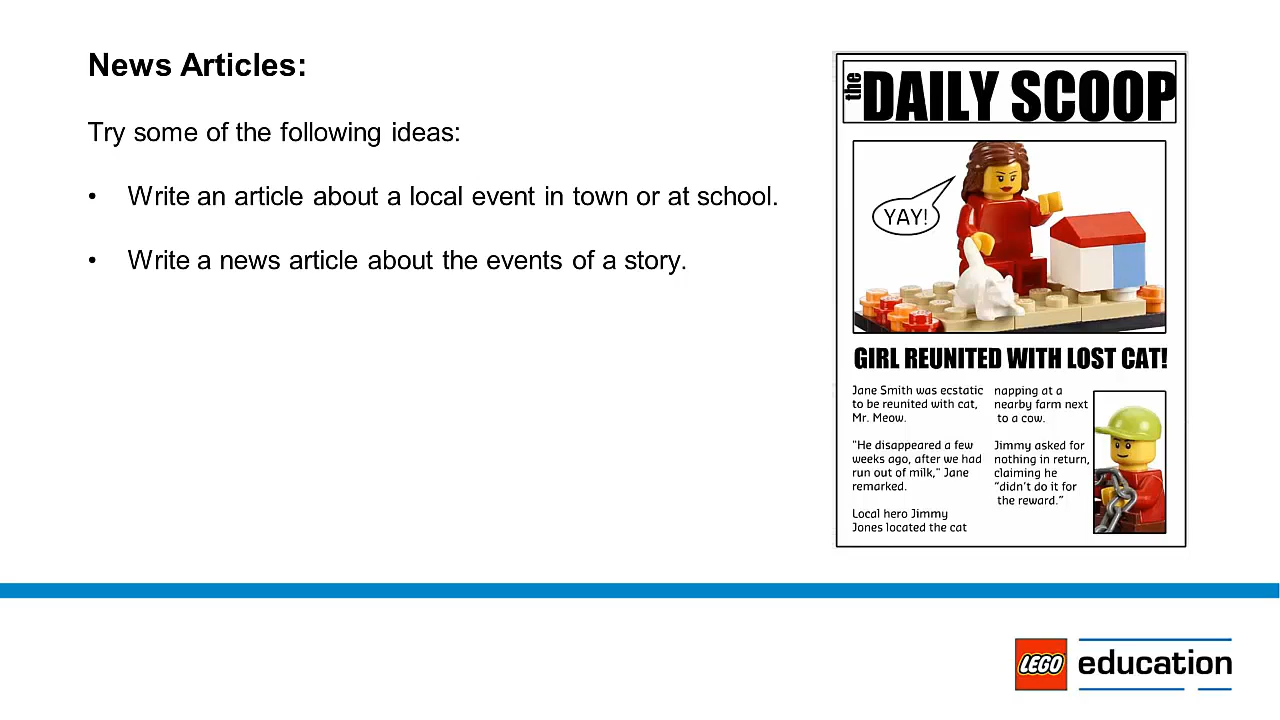 News Articles:
Try some of the following ideas:
• Write an article about a local event in town or at school.
• Write a news article about the events of a story.
the
DAILY SCOOP
YAY!
GIRL REUNITED WITH LOST CAT!
Jane Smith was ecstatic
to be reunited with cat,
Mr. Meow.
"He disappeared a few
weeks ago, after we had
run out of milk," Jane
remarked.
Local hero Jimmy
Jones located the cat
napping at a
nearby farm next
to a cow.
Jimmy asked for
nothing in return,
claiming he
"didn't do it for
the reward."
LEGO education